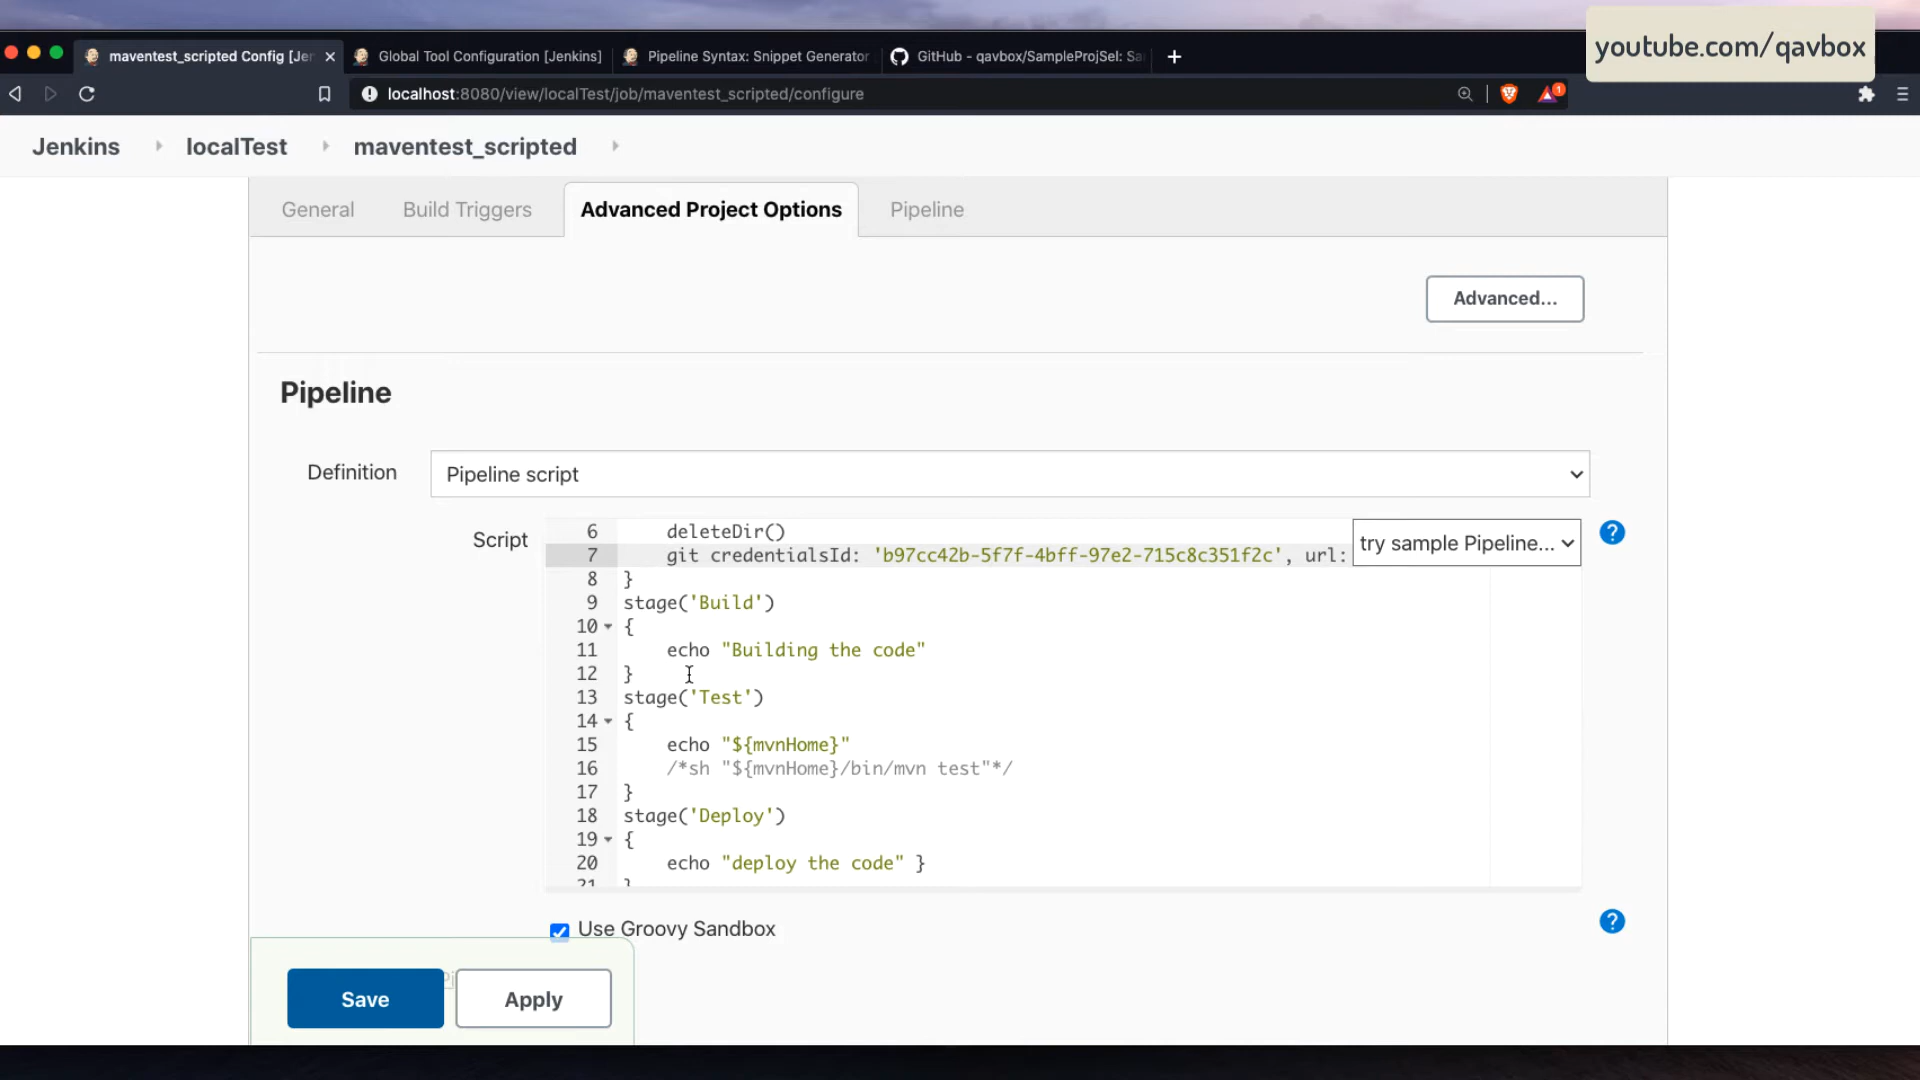 youtube.com/qavbox
maventest_scripted Config [Jen
Global Tool Configuration [Jenkins]
Pipeline Syntax: Snippet Generator
GitHub - qavbox/SampleProjSel: Sa
localhost:8080/view/localTest/job/maventest_scripted/configure
1
Jenkins
localTest
maventest_scripted
General
Build Triggers
Advanced Project Options
Pipeline
Advanced...
Pipeline
Definition
Pipeline script
Script
try sample Pipeline...
?
6 deleteDir()
7 git credentialsId: 'b97cc42b-5f7f-4bff-97e2-715c8c351f2c', url:
8 }
9 stage('Build')
10 {
11 echo "Building the code"
12 }
13 stage('Test')
14 {
15 echo "${mvnHome}"
16 /*sh "${mvnHome}/bin/mvn test"*/
17 }
18 stage('Deploy')
19 {
20 echo "deploy the code" }
21 }
Use Groovy Sandbox
?
Save
Apply